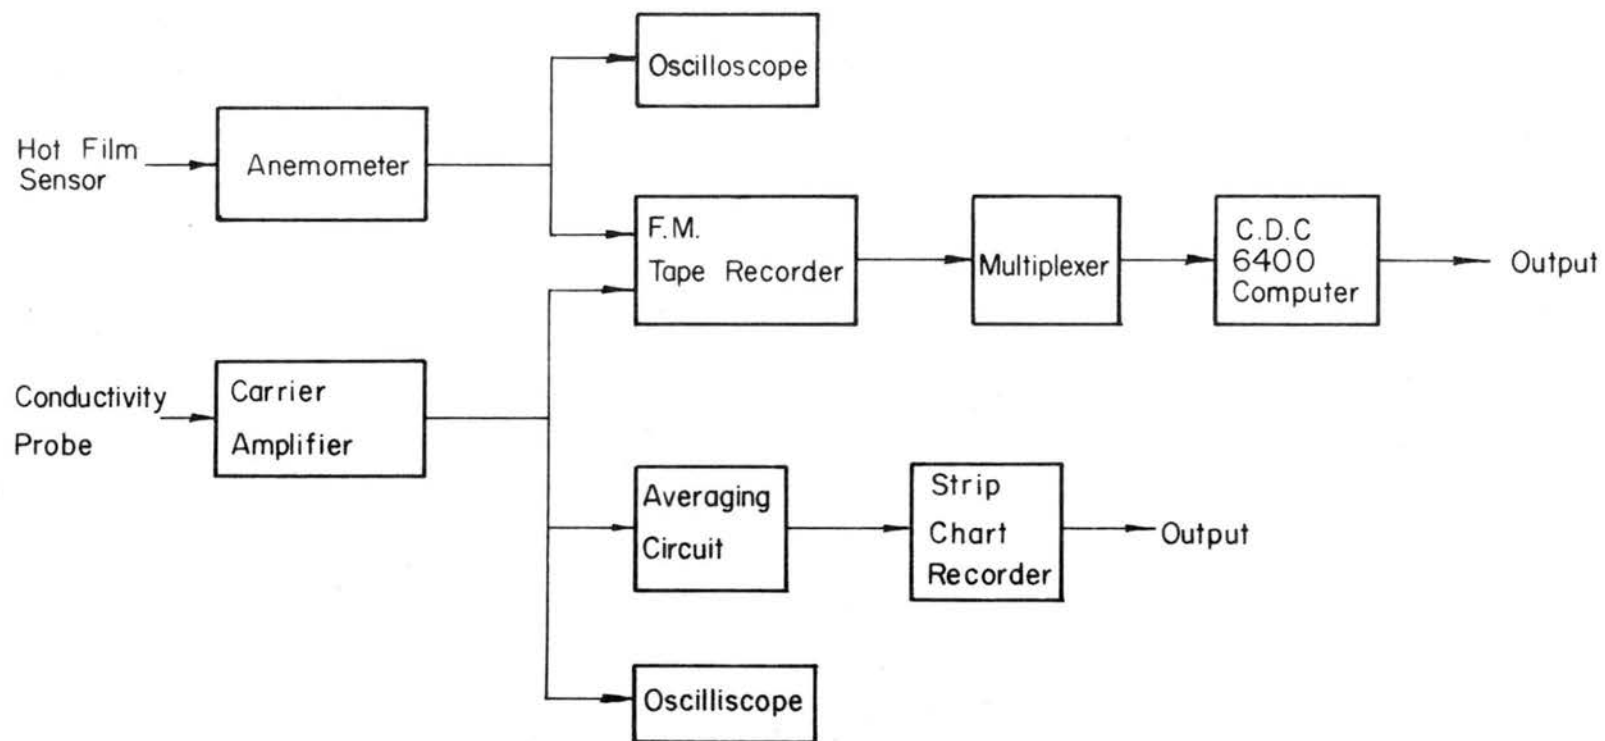 Oscilloscope
Hot Film
Sensor
Anemometer
F.M.
Tape Recorder
Multiplexer
C.D.C
6400
Computer
Output
Conductivity
Probe
Carrier
Amplifier
Averaging
Circuit
Strip
Chart
Recorder
Output
Oscilliscope